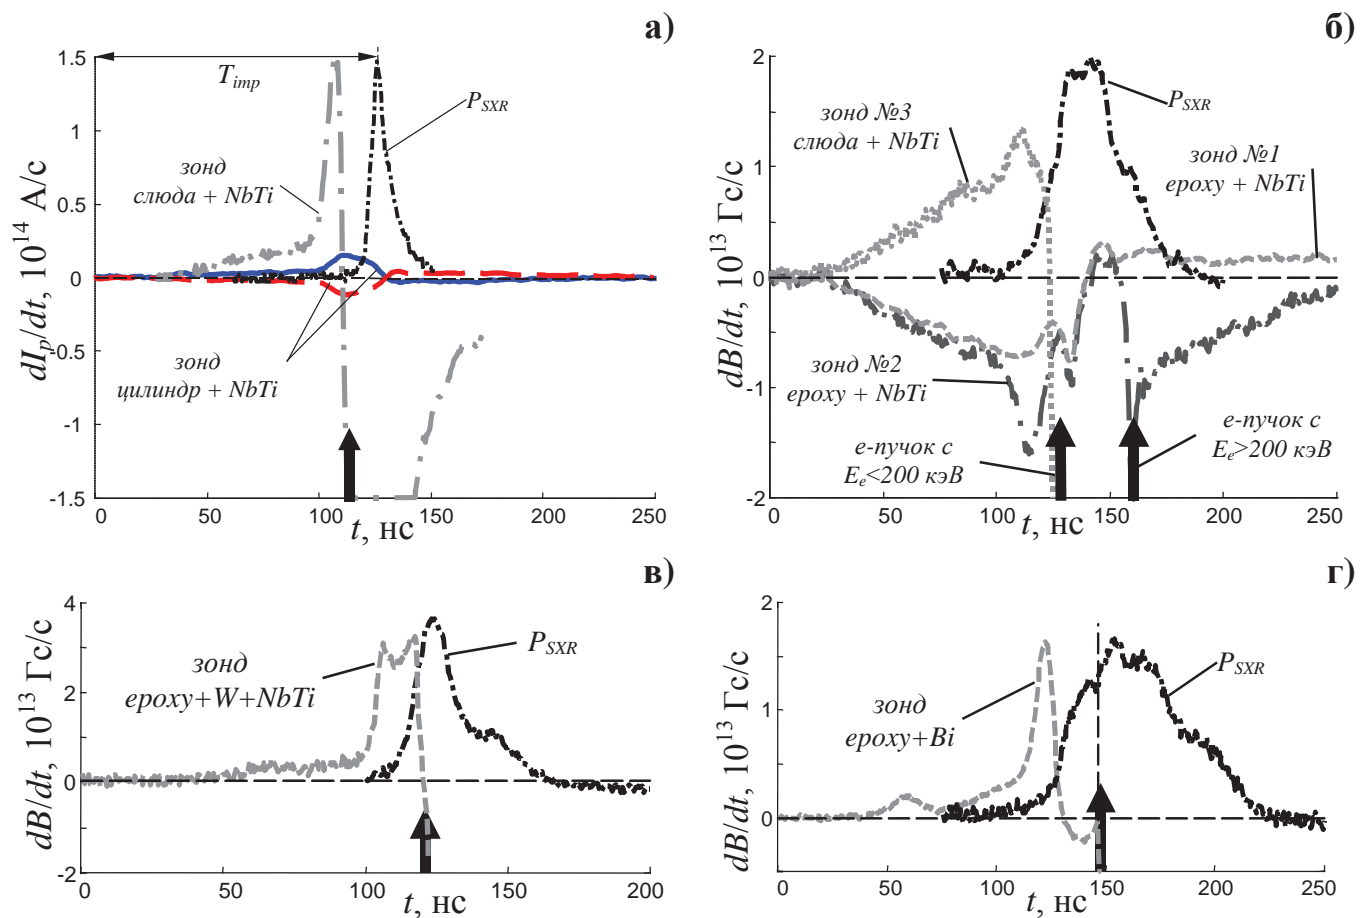 а)
1.5
1
0.5
0
-0.5
-1
-1.5
dI_p/dt, 10^14 А/с
T_imp
P_SXR
зонд
слюда + NbTi
зонд
цилиндр + NbTi
0 50 100 150 200 250
t, нс
б)
2
1
0
-1
-2
dB/dt, 10^13 Гс/с
зонд №3
слюда + NbTi
P_SXR
зонд №1
epoxy + NbTi
зонд №2
epoxy + NbTi
е-пучок с
E_e<200 кэВ
е-пучок с
E_e>200 кэВ
0 50 100 150 200 250
t, нс
в)
4
2
0
-2
dB/dt, 10^13 Гс/с
зонд
epoxy+W+NbTi
P_SXR
0 50 100 150 200
t, нс
г)
2
1
0
dB/dt, 10^13 Гс/с
зонд
epoxy+Bi
P_SXR
0 50 100 150 200 250
t, нс